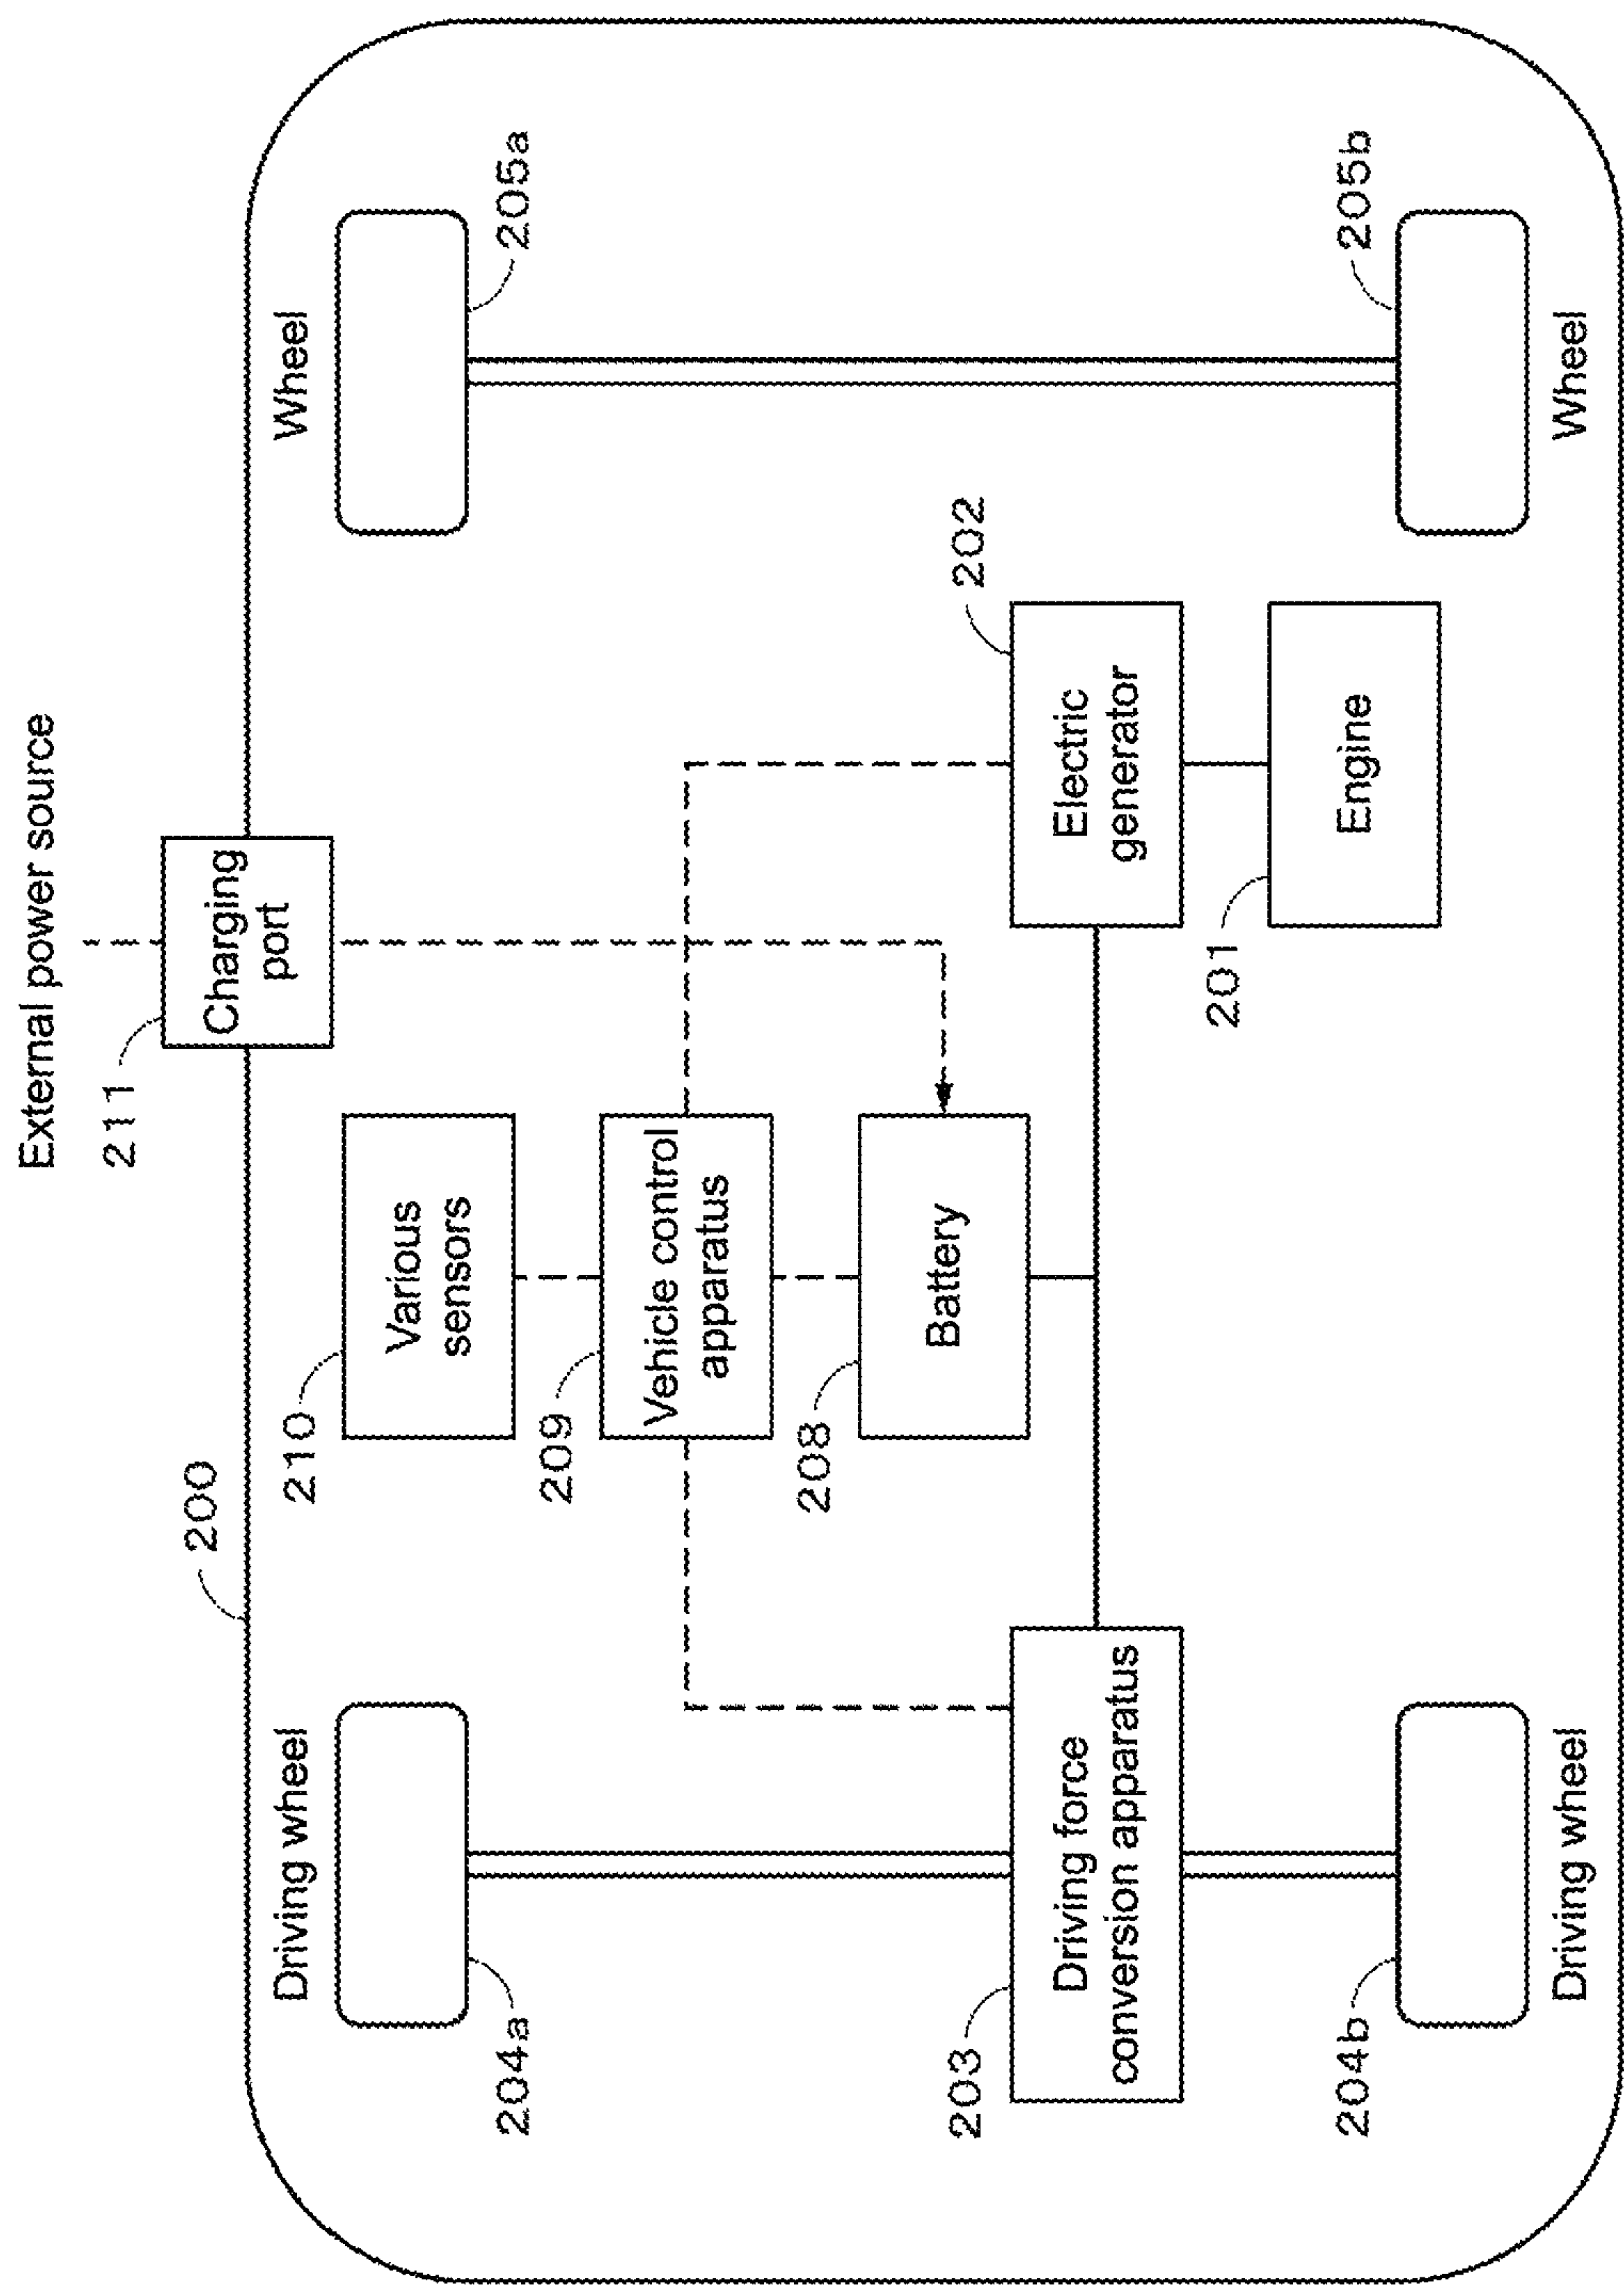 External power source
211
Charging
port
200
Driving wheel
204a
210
Various
sensors
Wheel
205a
209
Vehicle control
apparatus
208
Battery
203
Driving force
conversion apparatus
202
Electric
generator
201
Engine
204b
Driving wheel
205b
Wheel